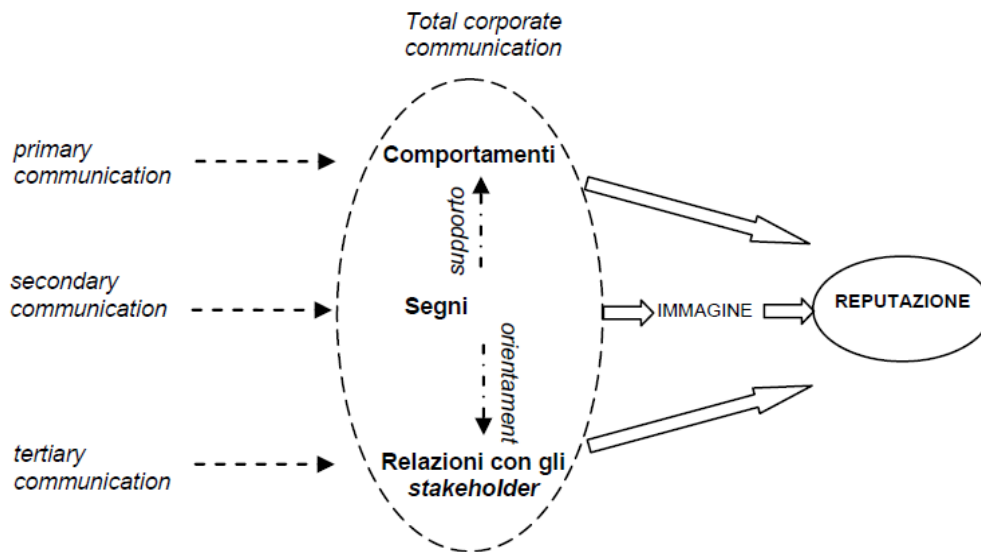 Total corporate
communication
primary
communication
Comportamenti
supporto
secondary
communication
Segni
IMMAGINE
REPUTAZIONE
orientament
tertiary
communication
Relazioni con gli
stakeholder